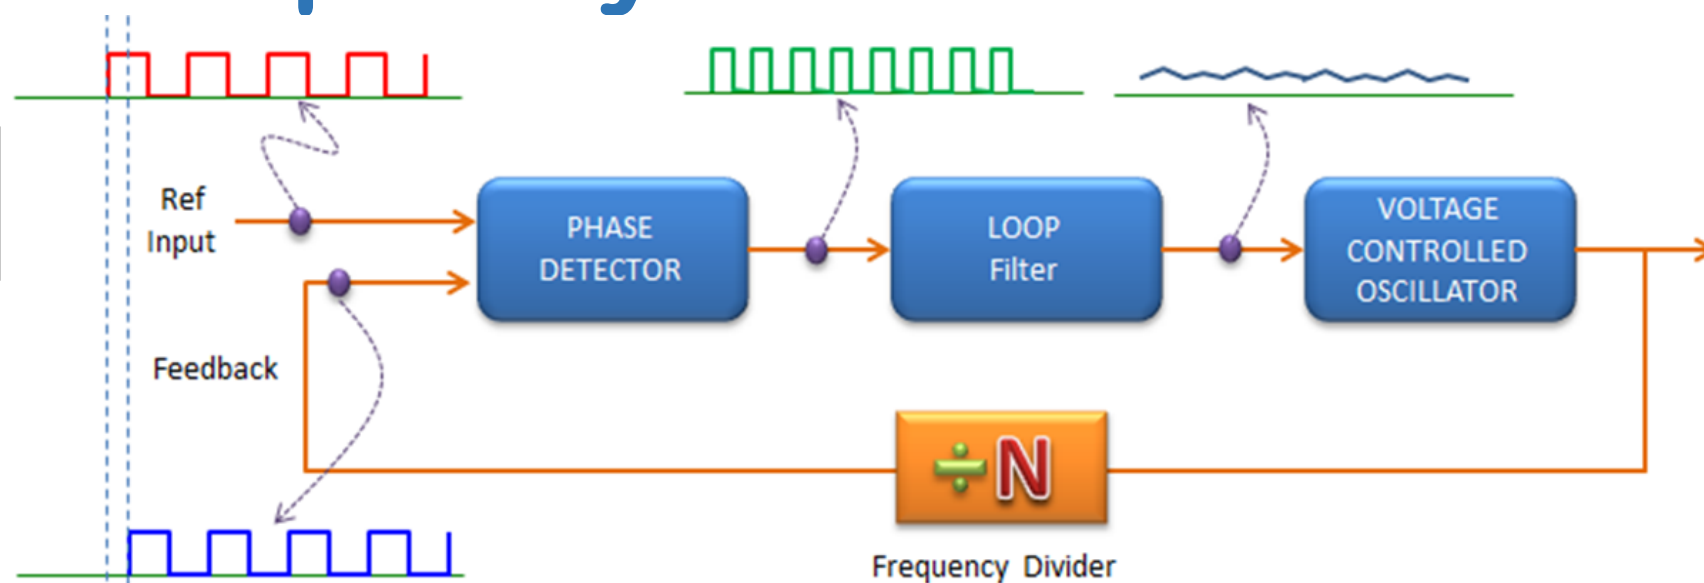 Ref
Input
PHASE
DETECTOR
LOOP
Filter
VOLTAGE
CONTROLLED
OSCILLATOR
Feedback
÷N
Frequency Divider